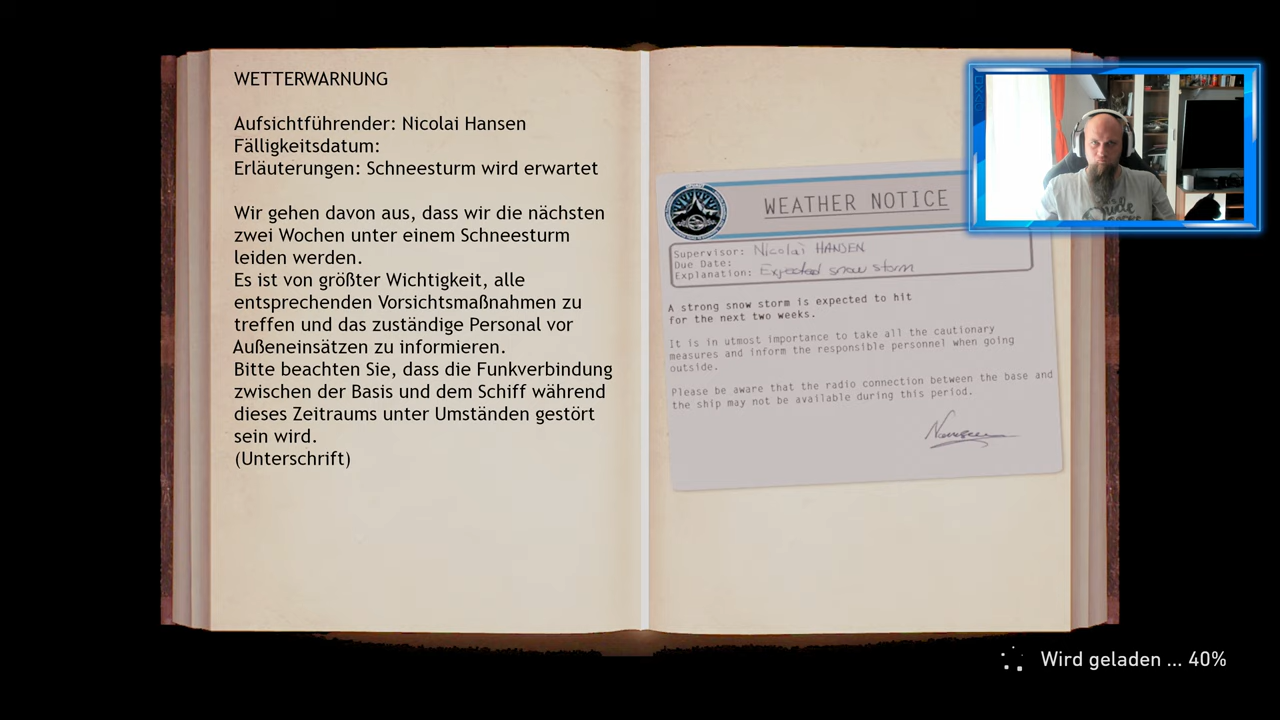 WETTERWARNUNG
Aufsichtführender: Nicolai Hansen
Fälligkeitsdatum:
Erläuterungen: Schneesturm wird erwartet
Wir gehen davon aus, dass wir die nächsten
zwei Wochen unter einem Schneesturm
leiden werden.
Es ist von größter Wichtigkeit, alle
entsprechenden Vorsichtsmaßnahmen zu
treffen und das zuständige Personal vor
Außeneinsätzen zu informieren.
Bitte beachten Sie, dass die Funkverbindung
zwischen der Basis und dem Schiff während
dieses Zeitraums unter Umständen gestört
sein wird.
(Unterschrift)
WEATHER NOTICE
Supervisor: Nicolaï HANSEN
Due Date:
Explanation: Expected snow storm
A strong snow storm is expected to hit
for the next two weeks.
It is in utmost importance to take all the cautionary
measures and inform the responsible personnel when going
outside.
Please be aware that the radio connection between the base and
the ship may not be available during this period.
Wird geladen ... 40%